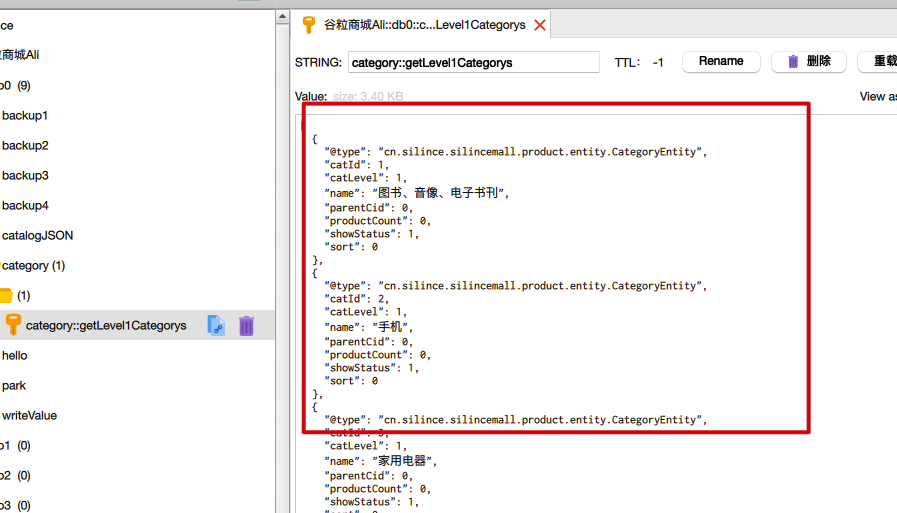 谷粒商城Ali::db0::c...Level1Categorys
商城Ali
(9)
backup1
backup2
backup3
backup4
catalogJSON
category (1)
(1)
category::getLevel1Categorys
hello
park
writeValue
(0)
(0)
(0)
STRING: category::getLevel1Categorys TTL: -1 Rename 删除 重载
Value: size: 3.40 KB View as
{
"@type": "cn.silince.silincemall.product.entity.CategoryEntity",
"catId": 1,
"catLevel": 1,
"name": "图书、音像、电子书刊",
"parentCid": 0,
"productCount": 0,
"showStatus": 1,
"sort": 0
},
{
"@type": "cn.silince.silincemall.product.entity.CategoryEntity",
"catId": 2,
"catLevel": 1,
"name": "手机",
"parentCid": 0,
"productCount": 0,
"showStatus": 1,
"sort": 0
},
{
"@type": "cn.silince.silincemall.product.entity.CategoryEntity",
"catId": 3,
"catLevel": 1,
"name": "家用电器",
"parentCid": 0,
"productCount": 0,
"showStatus": 1,